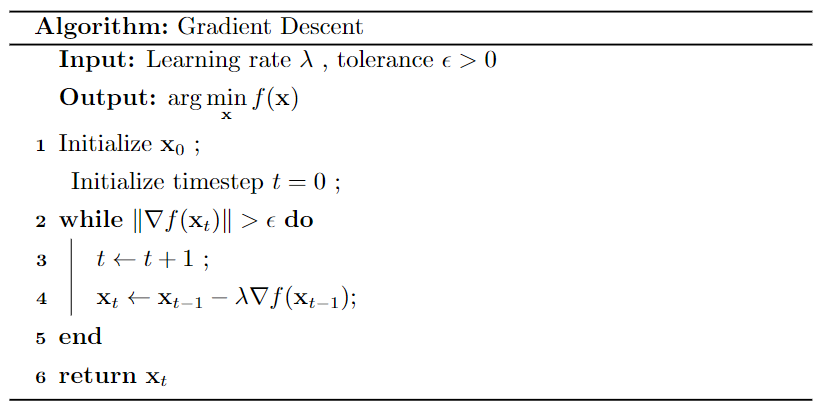 Algorithm: Gradient Descent
Input: Learning rate λ , tolerance ϵ > 0
Output: arg min_x f(x)
1 Initialize x₀ ;
Initialize timestep t = 0 ;
2 while ‖∇f(xₜ)‖ > ϵ do
3 t ← t + 1 ;
4 xₜ ← xₜ₋₁ − λ∇f(xₜ₋₁);
5 end
6 return xₜ